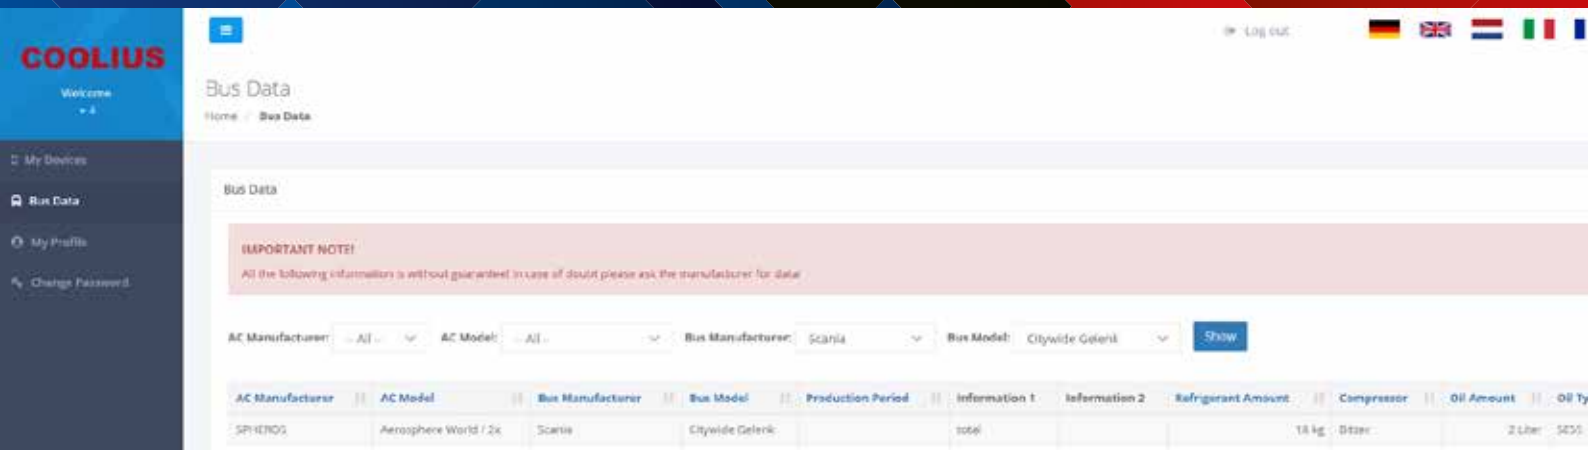 COOLIUS
Log out
Welcome
Bus Data
Home / Bus Data
My Devices
Bus Data
Bus Data
My Profile
IMPORTANT NOTE!
All the following information is without guarantee! In case of doubt please ask the manufacturer for data!
Change Password
AC Manufacturer: - All - AC Model: - All - Bus Manufacturer: Scania Bus Model: Citywide Gelenk Show
AC Manufacturer AC Model Bus Manufacturer Bus Model Production Period Information 1 Information 2 Refrigerant Amount Compressor Oil Amount Oil Ty
SPHEROS Aerosphere World / 2x Scania Citywide Gelenk total kg Bitzer 2 Liter